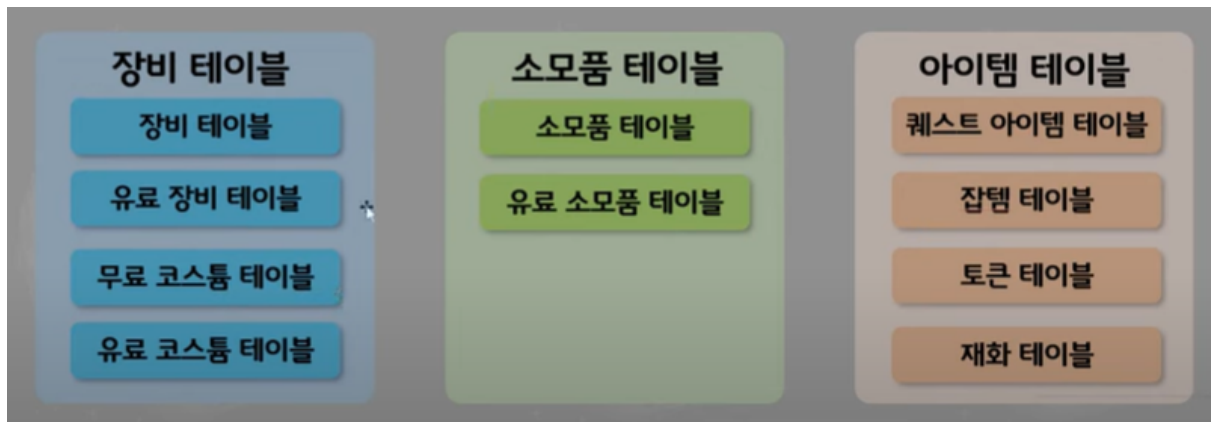 장비 테이블
장비 테이블
유료 장비 테이블
무료 코스튬 테이블
유료 코스튬 테이블
소모품 테이블
소모품 테이블
유료 소모품 테이블
아이템 테이블
퀘스트 아이템 테이블
잡템 테이블
토큰 테이블
재화 테이블